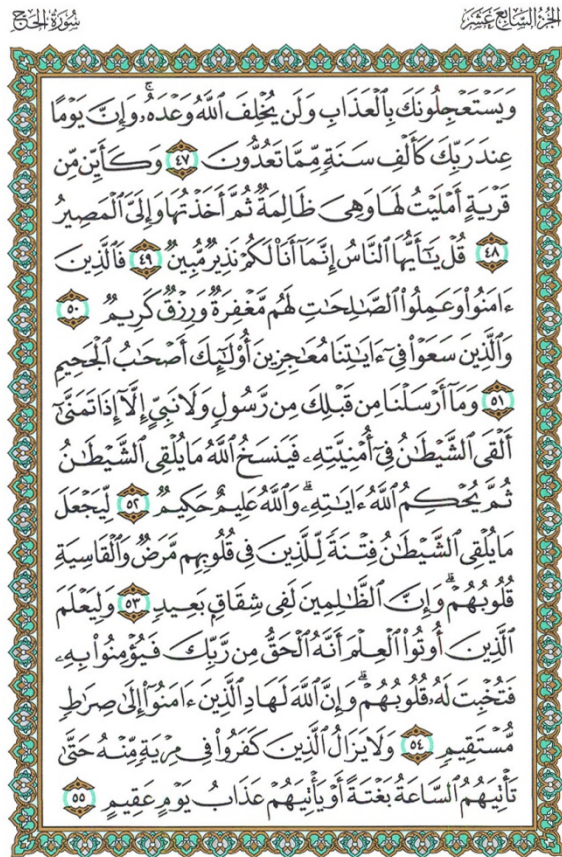 الجزء السابع عشر
سورة الحج
وَيَسْتَعْجِلُونَكَ بِالْعَذَابِ وَلَن يُخْلِفَ اللَّهُ وَعْدَهُۥۚ وَإِنَّ يَوْمًا
عِندَ رَبِّكَ كَأَلْفِ سَنَةٍ مِّمَّا تَعُدُّونَ ٤٧ وَكَأَيِّن مِّن
قَرْيَةٍ أَمْلَيْتُ لَهَا وَهِىَ ظَالِمَةٌ ثُمَّ أَخَذْتُهَا وَإِلَىَّ الْمَصِيرُ
٤٨ قُلْ يَٰٓأَيُّهَا النَّاسُ إِنَّمَآ أَنَا۠ لَكُمْ نَذِيرٌ مُّبِينٌ ٤٩ فَالَّذِينَ
ءَامَنُوا۟ وَعَمِلُوا۟ الصَّٰلِحَٰتِ لَهُم مَّغْفِرَةٌ وَرِزْقٌ كَرِيمٌ ٥٠
وَالَّذِينَ سَعَوْا۟ فِىٓ ءَايَٰتِنَا مُعَٰجِزِينَ أُو۟لَٰٓئِكَ أَصْحَٰبُ الْجَحِيمِ
٥١ وَمَآ أَرْسَلْنَا مِن قَبْلِكَ مِن رَّسُولٍ وَلَا نَبِىٍّ إِلَّآ إِذَا تَمَنَّىٰٓ
أَلْقَى الشَّيْطَٰنُ فِىٓ أُمْنِيَّتِهِۦ فَيَنسَخُ اللَّهُ مَا يُلْقِى الشَّيْطَٰنُ
ثُمَّ يُحْكِمُ اللَّهُ ءَايَٰتِهِۦۗ وَاللَّهُ عَلِيمٌ حَكِيمٌ ٥٢ لِّيَجْعَلَ
مَا يُلْقِى الشَّيْطَٰنُ فِتْنَةً لِّلَّذِينَ فِى قُلُوبِهِم مَّرَضٌ وَالْقَاسِيَةِ
قُلُوبُهُمْۗ وَإِنَّ الظَّٰلِمِينَ لَفِى شِقَاقٍۭ بَعِيدٍ ٥٣ وَلِيَعْلَمَ
الَّذِينَ أُوتُوا۟ الْعِلْمَ أَنَّهُ الْحَقُّ مِن رَّبِّكَ فَيُؤْمِنُوا۟ بِهِۦ
فَتُخْبِتَ لَهُۥ قُلُوبُهُمْۗ وَإِنَّ اللَّهَ لَهَادِ الَّذِينَ ءَامَنُوٓا۟ إِلَىٰ صِرَٰطٍ
مُّسْتَقِيمٍ ٥٤ وَلَا يَزَالُ الَّذِينَ كَفَرُوا۟ فِى مِرْيَةٍ مِّنْهُ حَتَّىٰ
تَأْتِيَهُمُ السَّاعَةُ بَغْتَةً أَوْ يَأْتِيَهُمْ عَذَابُ يَوْمٍ عَقِيمٍ ٥٥